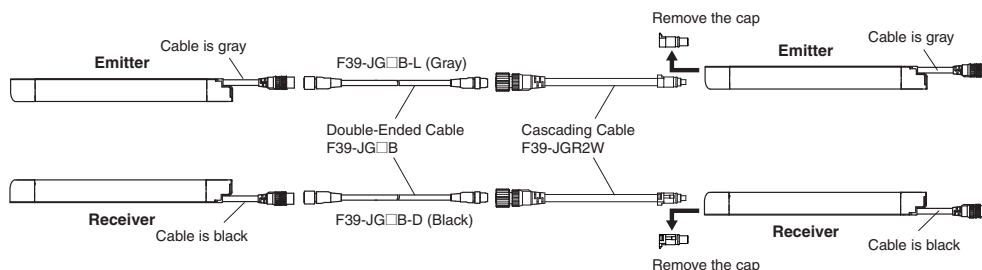 Remove the cap
Cable is gray
Emitter
F39-JG□B-L (Gray)
Emitter
Cable is gray
Double-Ended Cable
F39-JG□B
Cascading Cable
F39-JGR2W
Receiver
Cable is black
F39-JG□B-D (Black)
Receiver
Cable is black
Remove the cap